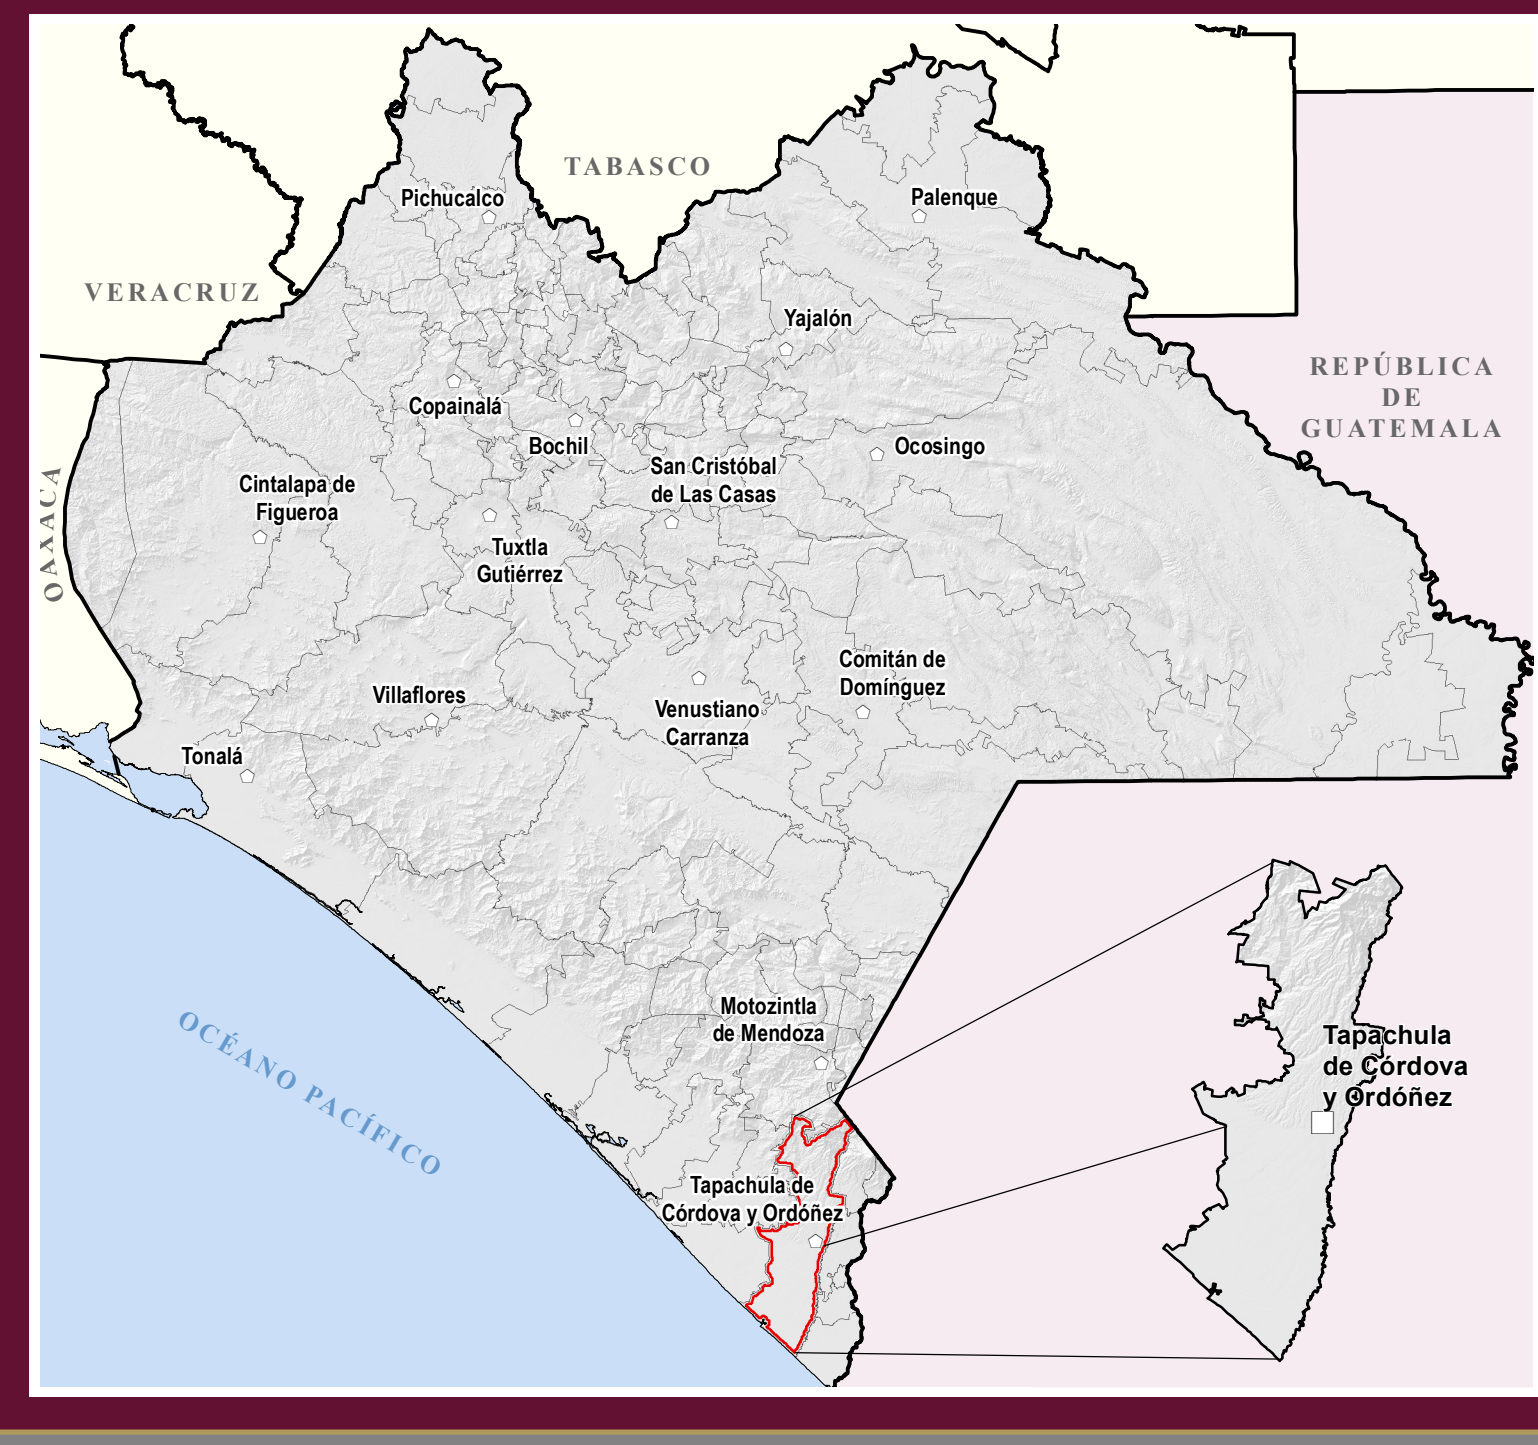 TABASCO
Pichucalco
Palenque
VERACRUZ
Yajalón
REPÚBLICA
DE
GUATEMALA
Copainalá
Bochil
Ocosingo
San Cristóbal
de Las Casas
Cintalapa de
Figueroa
OAXACA
Tuxtla
Gutiérrez
Comitán de
Domínguez
Villaflores
Venustiano
Carranza
Tonalá
Motozintla
de Mendoza
OCÉANO PACÍFICO
Tapachula
de Córdova
y Ordóñez
Tapachula de
Córdova y Ordóñez